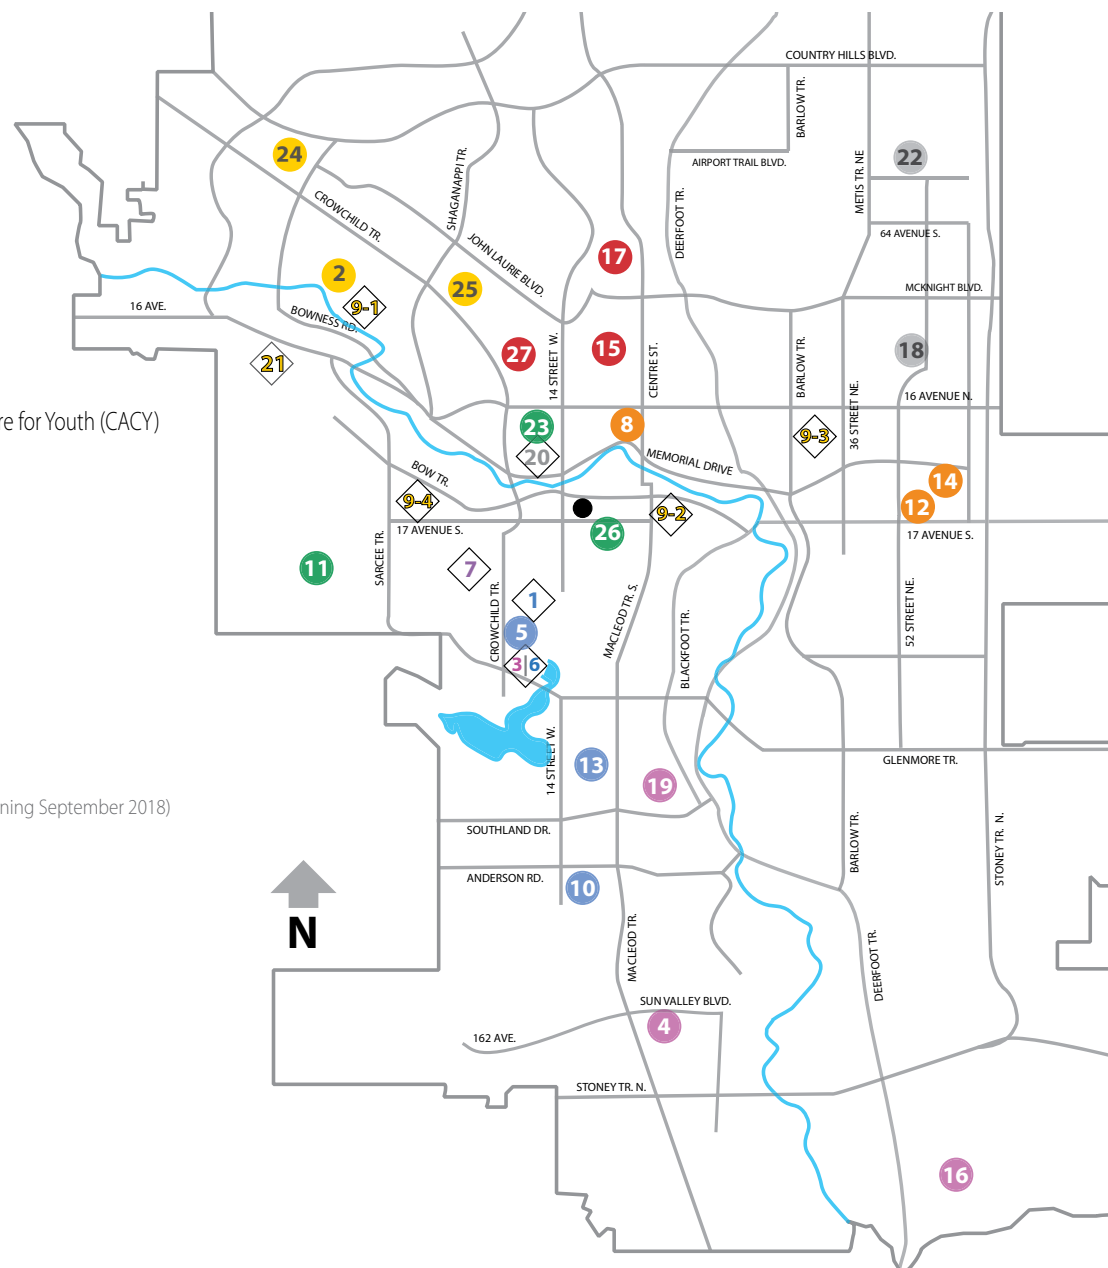 COUNTRY HILLS BLVD.
BARLOW TR.
24
SHAGANAPPI TR.
AIRPORT TRAIL BLVD.
METIS TR. NE
22
CROWCHILD TR.
JOHN LAURIE BLVD.
DEERFOOT TR.
64 AVENUE S.
17
2
25
MCKNIGHT BLVD.
16 AVE.
BOWNESS RD.
9-1
21
27
14 STREET W.
15
CENTRE ST.
BARLOW TR.
36 STREET NE.
18
16 AVENUE N.
re for Youth (CACY)
23
8
9-3
20
MEMORIAL DRIVE
BOW TR.
14
9-4
12
9-2
17 AVENUE S.
26
17 AVENUE S.
11
SARCEE TR.
7
CROWCHILD TR.
1
MACLEOD TR. S.
BLACKFOOT TR.
52 STREET NE.
5
3|6
14 STREET W.
13
19
GLENMORE TR.
ning September 2018)
SOUTHLAND DR.
BARLOW TR.
STONEY TR. N.
ANDERSON RD.
10
N
MACLEOD TR.
DEERFOOT TR.
SUN VALLEY BLVD.
4
162 AVE.
STONEY TR. N.
16